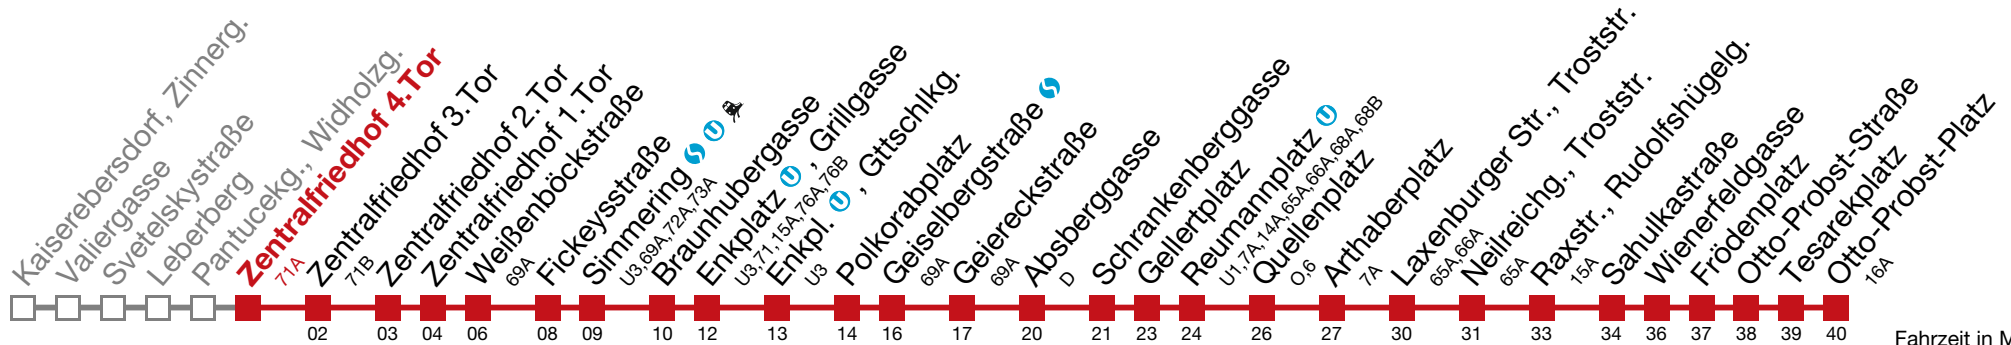 Kaiserebersdorf, Zinnerg.
Valiergasse
Svetelskystraße
Leberberg
Pantucekg., Widholzg.
Zentralfriedhof 4.Tor
71A
Zentralfriedhof 3.Tor
71B
Zentralfriedhof 2.Tor
Zentralfriedhof 1.Tor
Weißenböckstraße
69A
Fickeysstraße
Simmering S U
U3,69A,72A,73A
Braunhubergasse
Enkplatz U , Grillgasse
U3,71,15A,76A,76B
Enkpl. U , Gttschlkg.
U3
Polkorabplatz
Geiselbergstraße S
69A
Geiereckstraße
69A
Absberggasse
D
Schrankenberggasse
Gellertplatz
Reumannplatz U
U1,7A,14A,65A,66A,68A,68B
Quellenplatz
O,6
Arthaberplatz
7A
Laxenburger Str., Troststr.
65A,66A
Neilreichg., Troststr.
65A
Raxstr., Rudolfshügelg.
15A
Sahulkastraße
Wienerfeldgasse
Frödenplatz
Otto-Probst-Straße
Tesarekplatz
Otto-Probst-Platz
16A
02 03 04 06 08 09 10 12 13 14 16 17 20 21 23 24 26 27 30 31 33 34 36 37 38 39 40
Fahrzeit in M